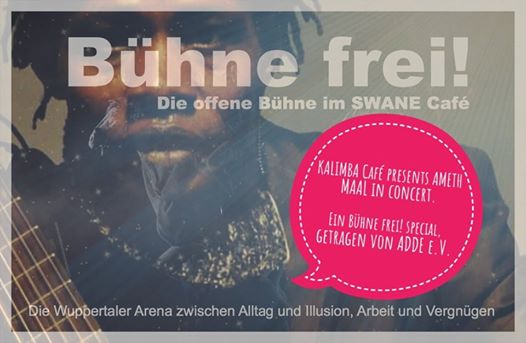 Bühne frei!
Die offene Bühne im SWANE Café
KALIMBA CAFÉ PRESENTS AMETH
MAAL IN CONCERT.
EIN BÜHNE FREI! SPECIAL,
GETRAGEN VON ADDE E.V.
Die Wuppertaler Arena zwischen Alltag und Illusion, Arbeit und Vergnügen